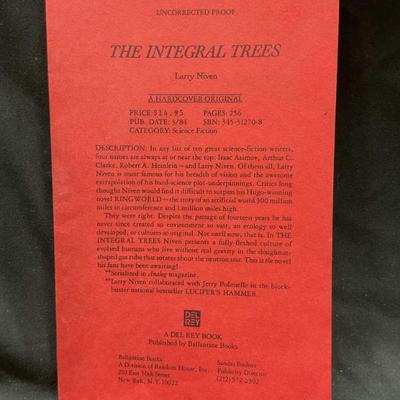 UNCORRECTED PROOF
THE INTEGRAL TREES
Larry Niven
A HARDCOVER ORIGINAL
PRICE: $14.95 PAGES: 256
PUB. DATE: 3/84 SBN: 345-31270-8
CATEGORY: Science Fiction
DESCRIPTION: In any list of ten great science-fiction writers,
four names are always at or near the top: Isaac Asimov, Arthur C.
Clarke, Robert A. Heinlein—and Larry Niven. Of them all, Larry
Niven is most famous for his breadth of vision and the awesome
extrapolation of his hard-science plot-underpinnings. Critics long
thought Niven would find it difficult to surpass his Hugo-winning
novel RINGWORLD—the story of an artificial world 300 million
miles in circumference and 1 million miles high.
They were right. Despite the passage of fourteen years he has
never since created so environment so vast, an ecology so well
developed, or cultures so original. Not until now, that is. In THE
INTEGRAL TREES Niven presents a fully-fleshed culture of
evolved humans who live without real gravity in the doughnut-
shaped gas tube that rotates about the neutron star. This is the novel
his fans have been awaiting!
**Serialized in Analog magazine.
**Larry Niven collaborated with Jerry Pournelle in the block-
buster national bestseller LUCIFER'S HAMMER.
DEL
REY
A DEL REY BOOK
Published by Ballantine Books
Ballantine Books
A Division of Random House, Inc.
201 East 50th Street
New York, N.Y. 10022
Sandra
Publicity Director
(212) 572-